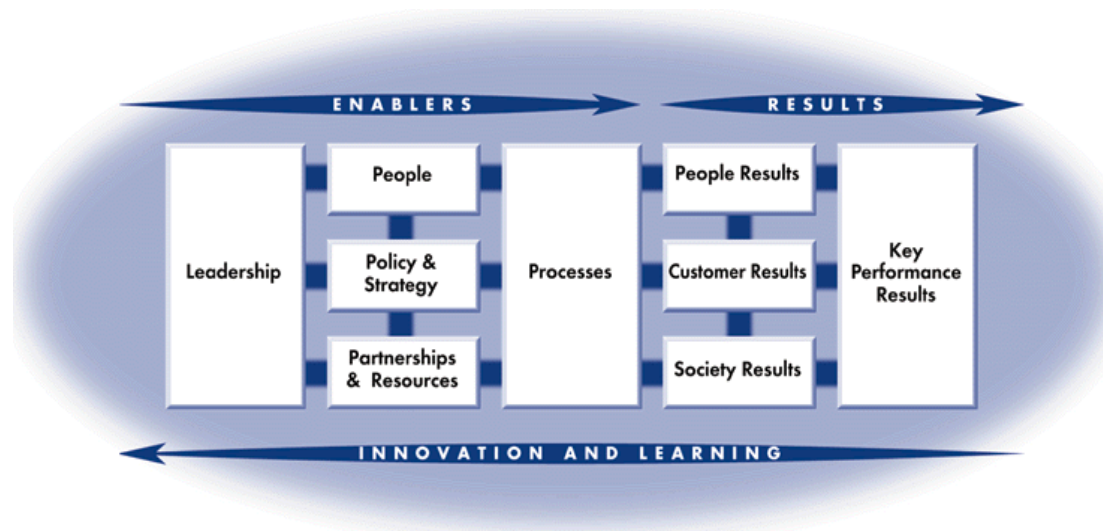 ENABLERS
RESULTS
Leadership
People
Policy &
Strategy
Partnerships
& Resources
Processes
People Results
Customer Results
Society Results
Key
Performance
Results
INNOVATION AND LEARNING